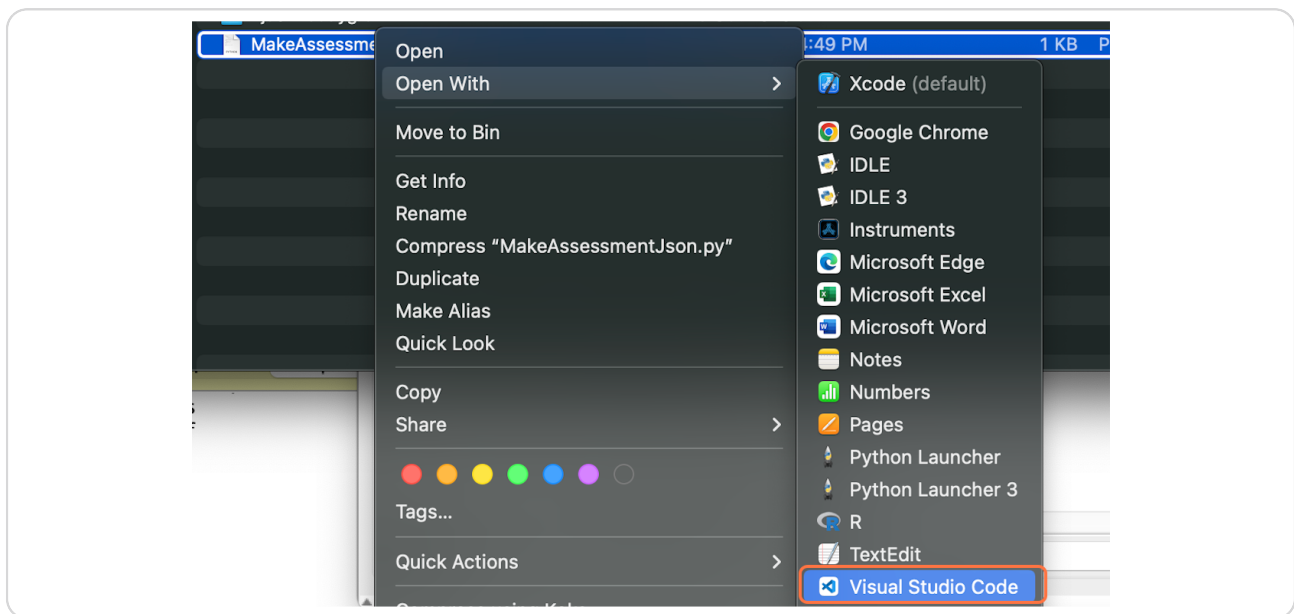 MakeAssessme
:49 PM
1 KB
P
Open
Open With
Move to Bin
Get Info
Rename
Compress “MakeAssessmentJson.py”
Duplicate
Make Alias
Quick Look
Copy
Share
Tags...
Quick Actions
Xcode (default)
Google Chrome
IDLE
IDLE 3
Instruments
Microsoft Edge
Microsoft Excel
Microsoft Word
Notes
Numbers
Pages
Python Launcher
Python Launcher 3
R
TextEdit
Visual Studio Code